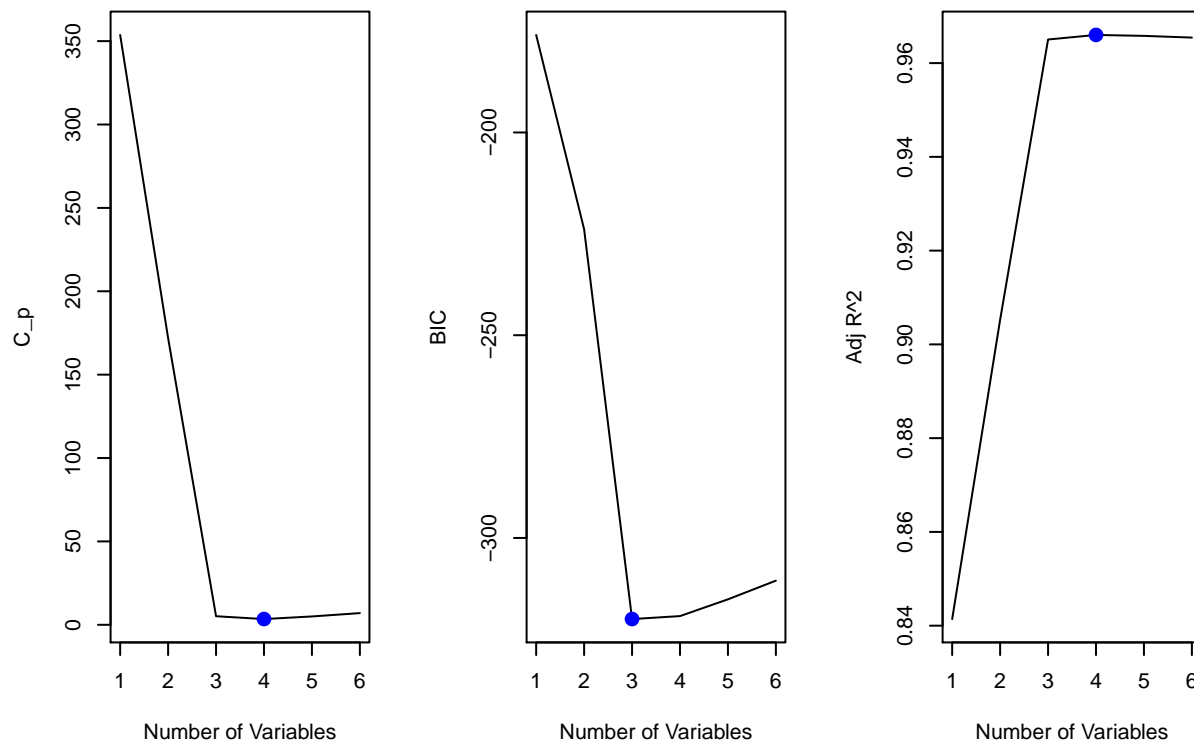 C_p
350
300
250
200
150
100
50
0
1 2 3 4 5 6
Number of Variables
BIC
−200
−250
−300
1 2 3 4 5 6
Number of Variables
Adj R^2
0.96
0.94
0.92
0.90
0.88
0.86
0.84
1 2 3 4 5 6
Number of Variables